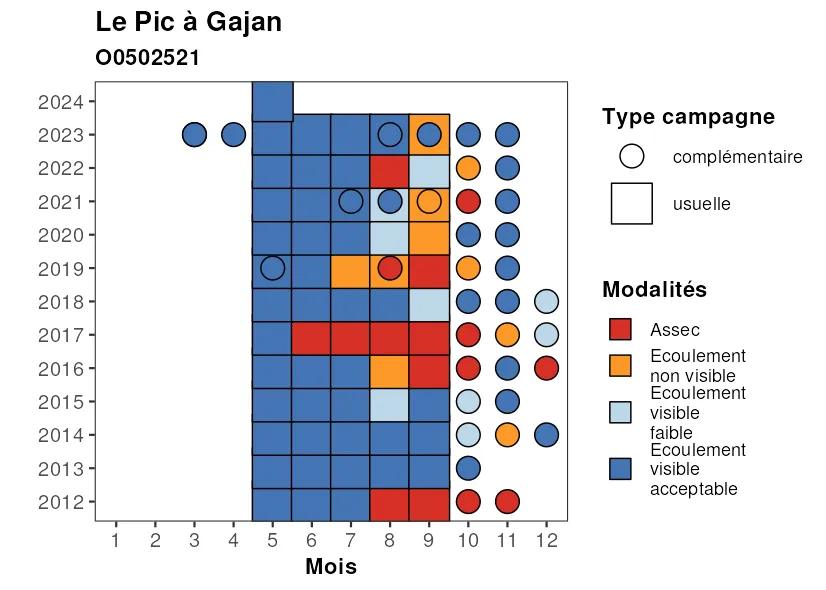 Le Pic à Gajan
O0502521
2024
2023
2022
2021
2020
2019
2018
2017
2016
2015
2014
2013
2012
1 2 3 4 5 6 7 8 9 10 11 12
Mois
Type campagne
complémentaire
usuelle
Modalités
Assec
Ecoulement
non visible
Ecoulement
visible
faible
Ecoulement
visible
acceptable